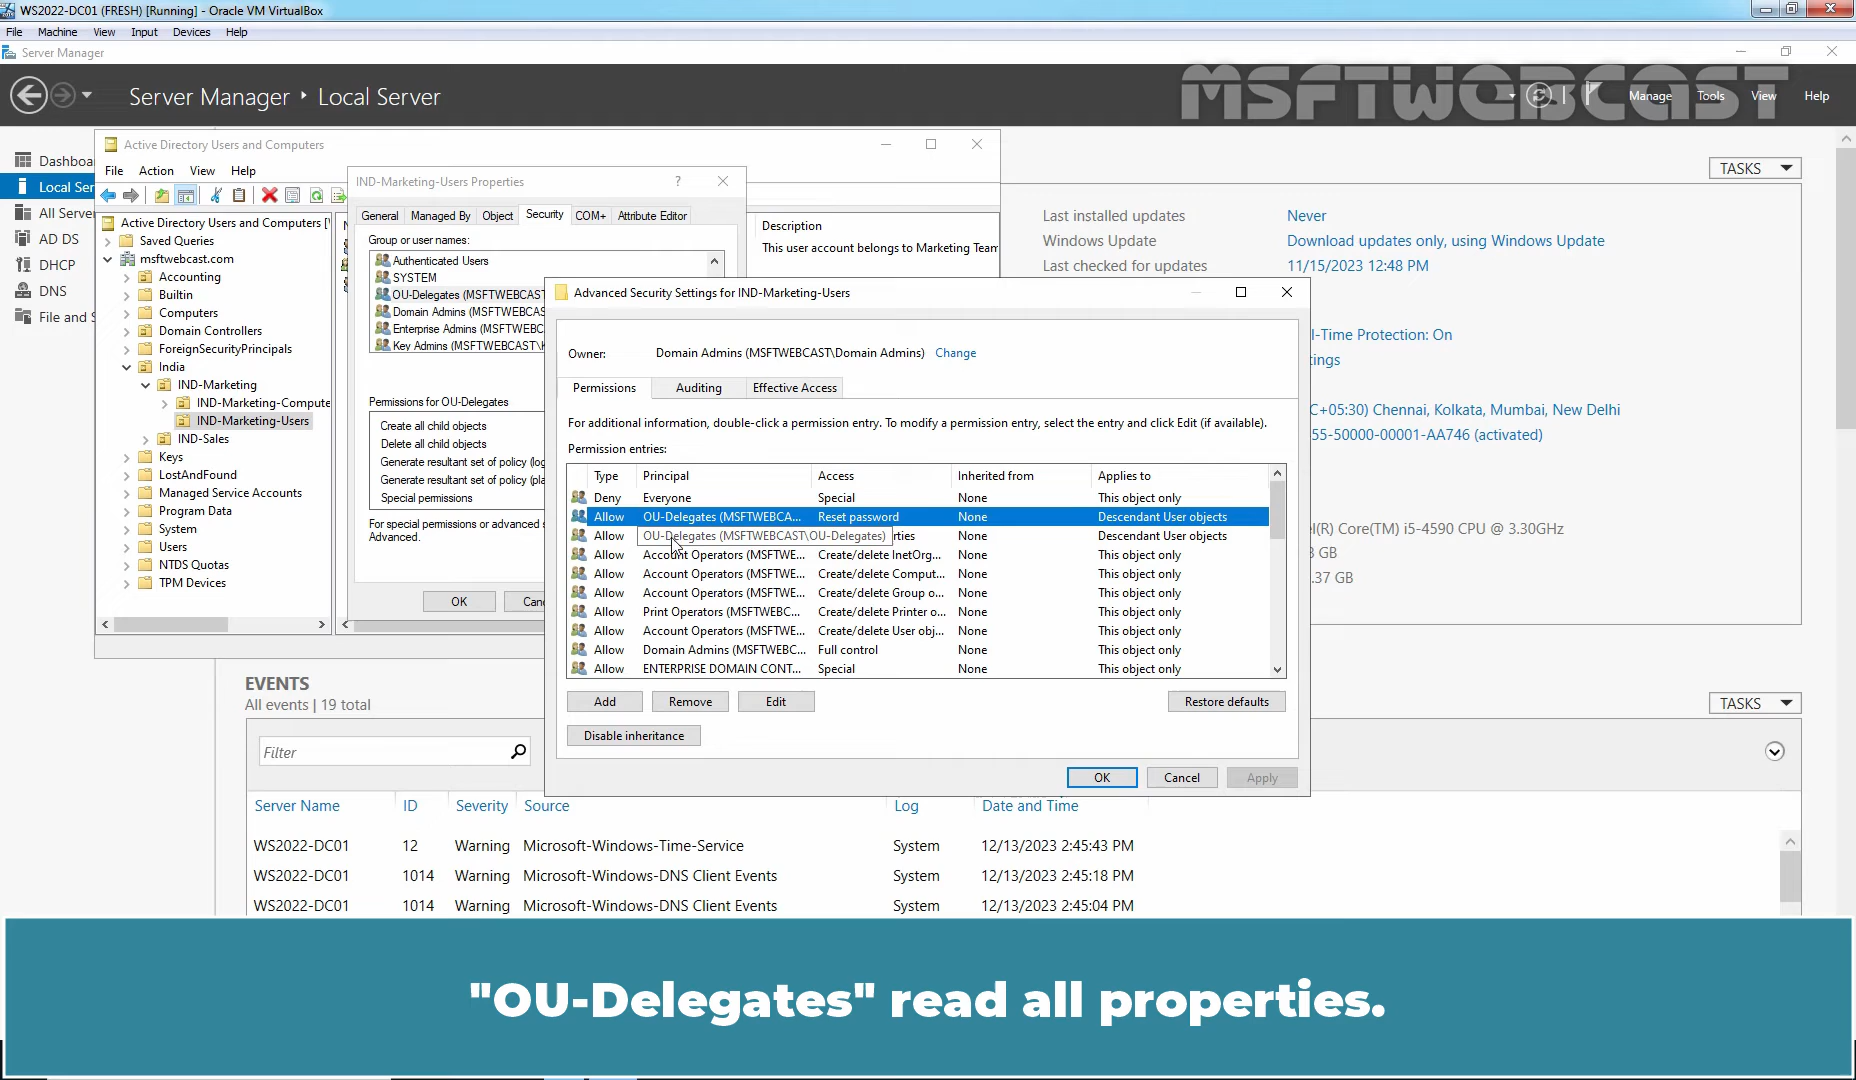 WS2022-DC01 (FRESH) [Running] - Oracle VM VirtualBox
File Machine View Input Devices Help
Server Manager
Server Manager ‣ Local Server
MSFTWEBCAST
Manage Tools View Help
Dashboa
Local Ser
All Server
AD DS
DHCP
DNS
File and S
Active Directory Users and Computers
File Action View Help
Active Directory Users and Computers [
Saved Queries
msftwebcast.com
Accounting
Builtin
Computers
Domain Controllers
ForeignSecurityPrincipals
India
IND-Marketing
IND-Marketing-Compute
IND-Marketing-Users
IND-Sales
Keys
LostAndFound
Managed Service Accounts
Program Data
System
Users
NTDS Quotas
TPM Devices
Description
This user account belongs to Marketing Team
IND-Marketing-Users Properties
?
General Managed By Object Security COM+ Attribute Editor
Group or user names:
Authenticated Users
SYSTEM
OU-Delegates (MSFTWEBCAST
Domain Admins (MSFTWEBCAS
Enterprise Admins (MSFTWEBC
Key Admins (MSFTWEBCAST\K
Permissions for OU-Delegates
Create all child objects
Delete all child objects
Generate resultant set of policy (log
Generate resultant set of policy (pla
Special permissions
For special permissions or advanced s
Advanced.
OK Canc
Advanced Security Settings for IND-Marketing-Users
Owner: Domain Admins (MSFTWEBCAST\Domain Admins) Change
Permissions Auditing Effective Access
For additional information, double-click a permission entry. To modify a permission entry, select the entry and click Edit (if available).
Permission entries:
Type Principal Access Inherited from Applies to
Deny Everyone Special None This object only
Allow OU-Delegates (MSFTWEBCA... Reset password None Descendant User objects
Allow OU-Delegates (MSFTWEBCAST\OU-Delegates) rties None Descendant User objects
Allow Account Operators (MSFTWE... Create/delete InetOrg... None This object only
Allow Account Operators (MSFTWE... Create/delete Comput... None This object only
Allow Account Operators (MSFTWE... Create/delete Group o... None This object only
Allow Print Operators (MSFTWEBC... Create/delete Printer o... None This object only
Allow Account Operators (MSFTWE... Create/delete User obj... None This object only
Allow Domain Admins (MSFTWEBC... Full control None This object only
Allow ENTERPRISE DOMAIN CONT... Special None This object only
Add Remove Edit Restore defaults
Disable inheritance
OK Cancel Apply
TASKS
Last installed updates Never
Windows Update Download updates only, using Windows Update
Last checked for updates 11/15/2023 12:48 PM
l-Time Protection: On
ttings
C+05:30) Chennai, Kolkata, Mumbai, New Delhi
55-50000-00001-AA746 (activated)
l(R) Core(TM) i5-4590 CPU @ 3.30GHz
GB
.37 GB
EVENTS
All events | 19 total
TASKS
Filter
Server Name ID Severity Source Log Date and Time
WS2022-DC01 12 Warning Microsoft-Windows-Time-Service System 12/13/2023 2:45:43 PM
WS2022-DC01 1014 Warning Microsoft-Windows-DNS Client Events System 12/13/2023 2:45:18 PM
WS2022-DC01 1014 Warning Microsoft-Windows-DNS Client Events System 12/13/2023 2:45:04 PM
"OU-Delegates" read all properties.